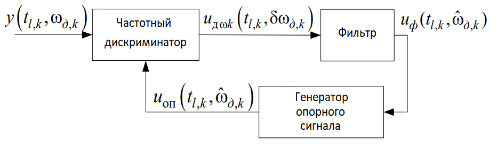 y(t_{l,k}, ω_{д,k})
Частотный
дискриминатор
u_{дωk}(t_{l,k}, δω_{д,k})
Фильтр
u_ф(t_{l,k}, ω̂_{д,k})
u_{оп}(t_{l,k}, ω̂_{д,k})
Генератор
опорного
сигнала